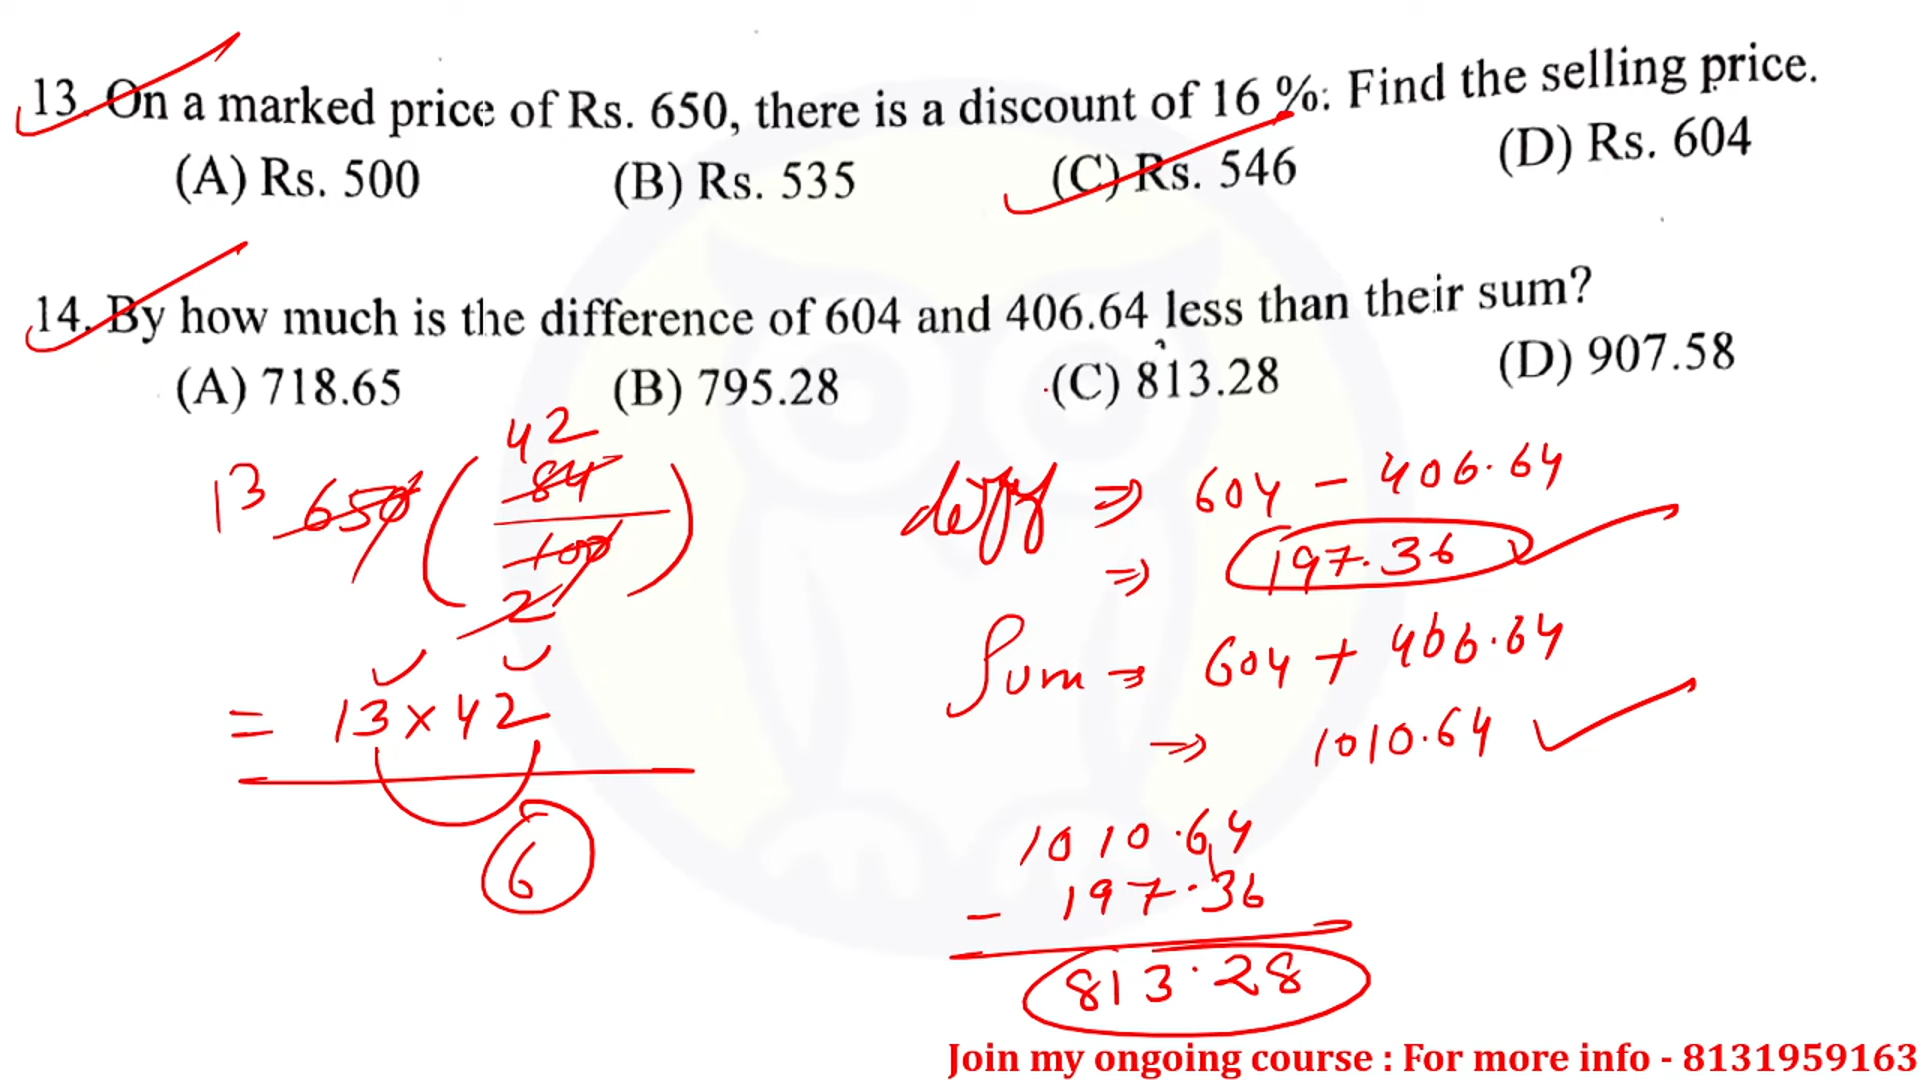 13. On a marked price of Rs. 650, there is a discount of 16 %: Find the selling price.
(A) Rs. 500 (B) Rs. 535 (C) Rs. 546 (D) Rs. 604
14. By how much is the difference of 604 and 406.64 less than their sum?
(A) 718.65 (B) 795.28 (C) 813.28 (D) 907.58
42
13 650 ( 84
100 )
2
= 13 × 42
6
diff ⇒ 604 - 406.64
⇒ 197.36
Sum ⇒ 604 + 406.64
⇒ 1010.64
1010.64
- 197.36
813.28
Join my ongoing course : For more info - 8131959163